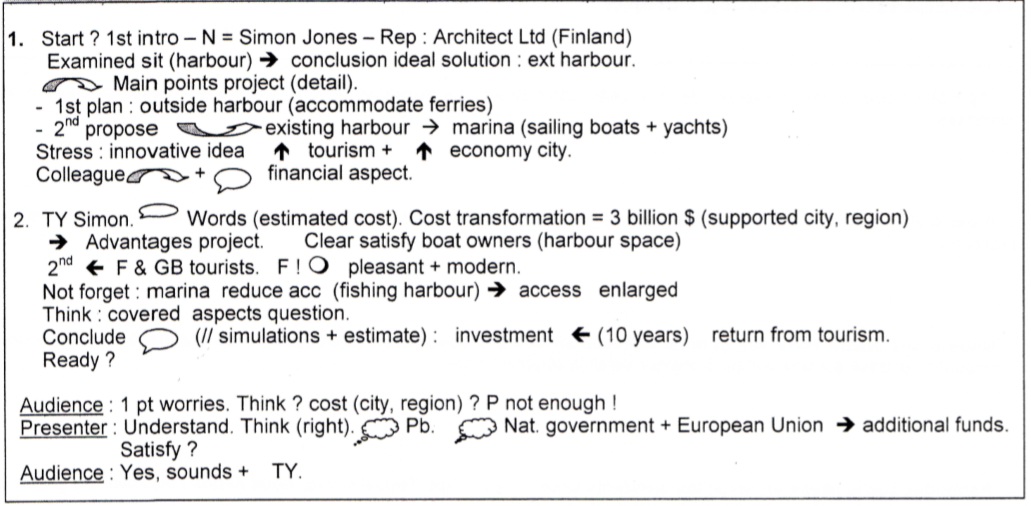 1. Start ? 1st intro – N = Simon Jones – Rep : Architect Ltd (Finland)
Examined sit (harbour) → conclusion ideal solution : ext harbour.
Main points project (detail).
- 1st plan : outside harbour (accommodate ferries)
- 2nd propose existing harbour → marina (sailing boats + yachts)
Stress : innovative idea ↑ tourism + ↑ economy city.
Colleague + financial aspect.
2. TY Simon. Words (estimated cost). Cost transformation = 3 billion $ (supported city, region)
→ Advantages project. Clear satisfy boat owners (harbour space)
2nd ← F & GB tourists. F ! O pleasant + modern.
Not forget : marina reduce acc (fishing harbour) → access enlarged
Think : covered aspects question.
Conclude (// simulations + estimate) : investment ← (10 years) return from tourism.
Ready ?
Audience : 1 pt worries. Think ? cost (city, region) ? P not enough !
Presenter : Understand. Think (right). Pb. Nat. government + European Union → additional funds.
Satisfy ?
Audience : Yes, sounds + TY.